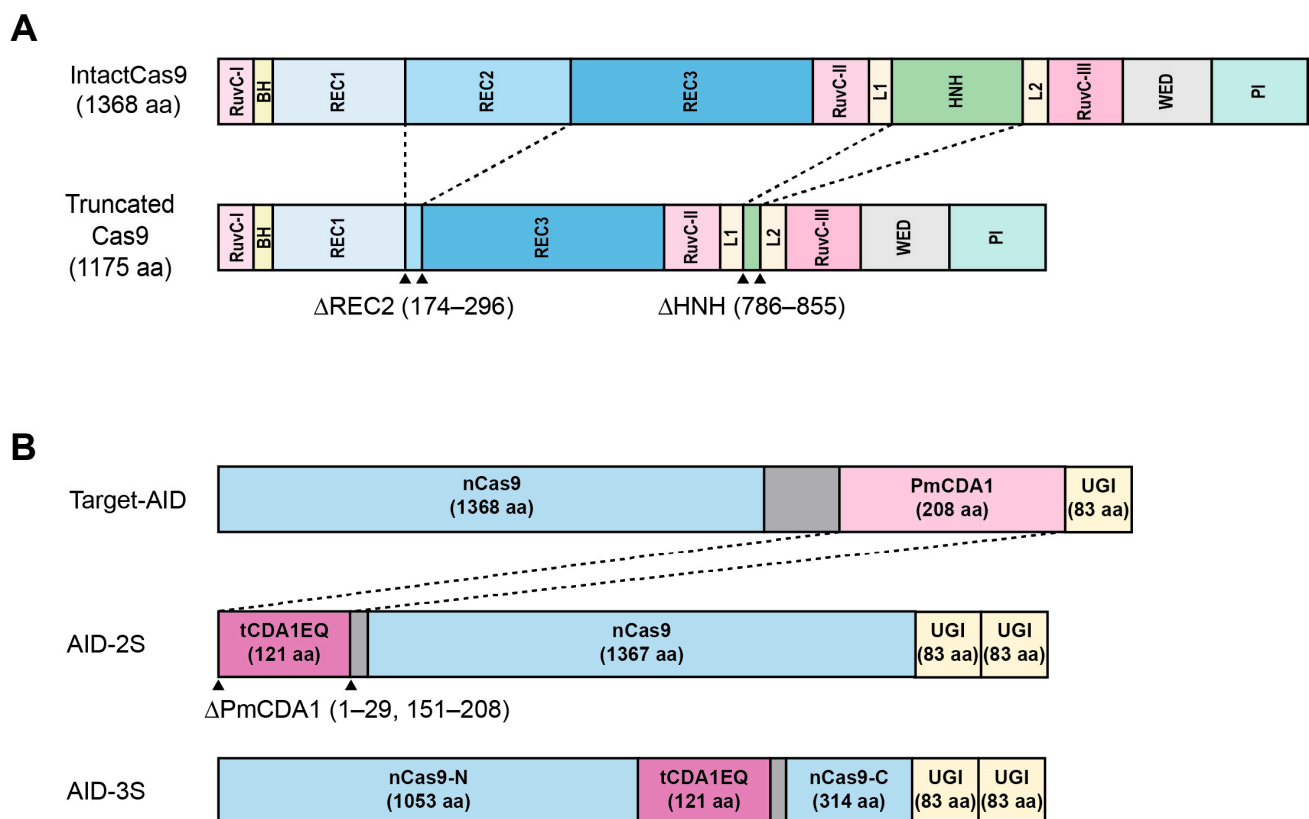 A
IntactCas9
(1368 aa)
RuvC-I
BH
REC1
REC2
REC3
RuvC-II
L1
HNH
L2
RuvC-III
WED
PI
Truncated
Cas9
(1175 aa)
RuvC-I
BH
REC1
REC3
RuvC-II
L1
L2
RuvC-III
WED
PI
ΔREC2 (174–296)
ΔHNH (786–855)
B
Target-AID
nCas9
(1368 aa)
PmCDA1
(208 aa)
UGI
(83 aa)
AID-2S
tCDA1EQ
(121 aa)
nCas9
(1367 aa)
UGI
(83 aa)
UGI
(83 aa)
ΔPmCDA1 (1–29, 151–208)
AID-3S
nCas9-N
(1053 aa)
tCDA1EQ
(121 aa)
nCas9-C
(314 aa)
UGI
(83 aa)
UGI
(83 aa)